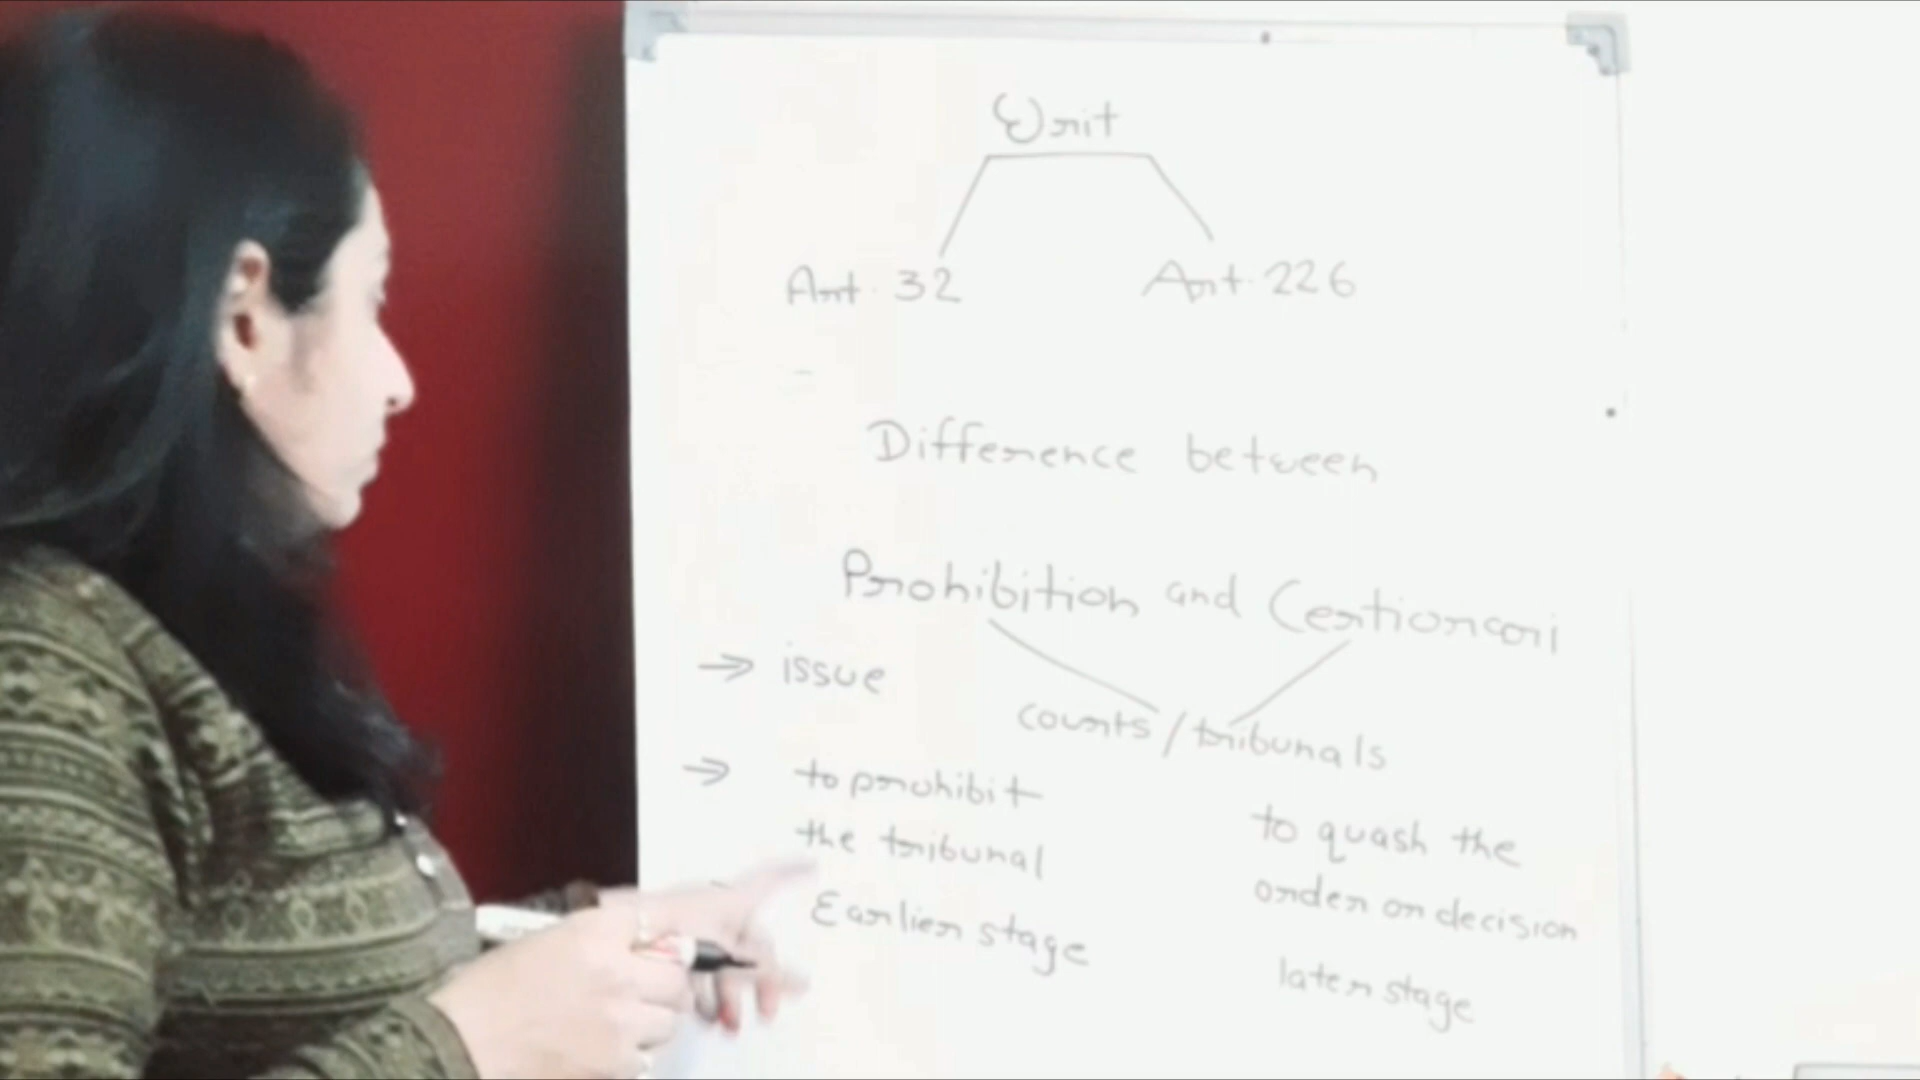 Writ
Art. 32
Art. 226
Difference between
Prohibition and Certiorari
→ issue
courts/tribunals
→ to prohibit
the tribunal
Earlier stage
to quash the
order or decision
later stage